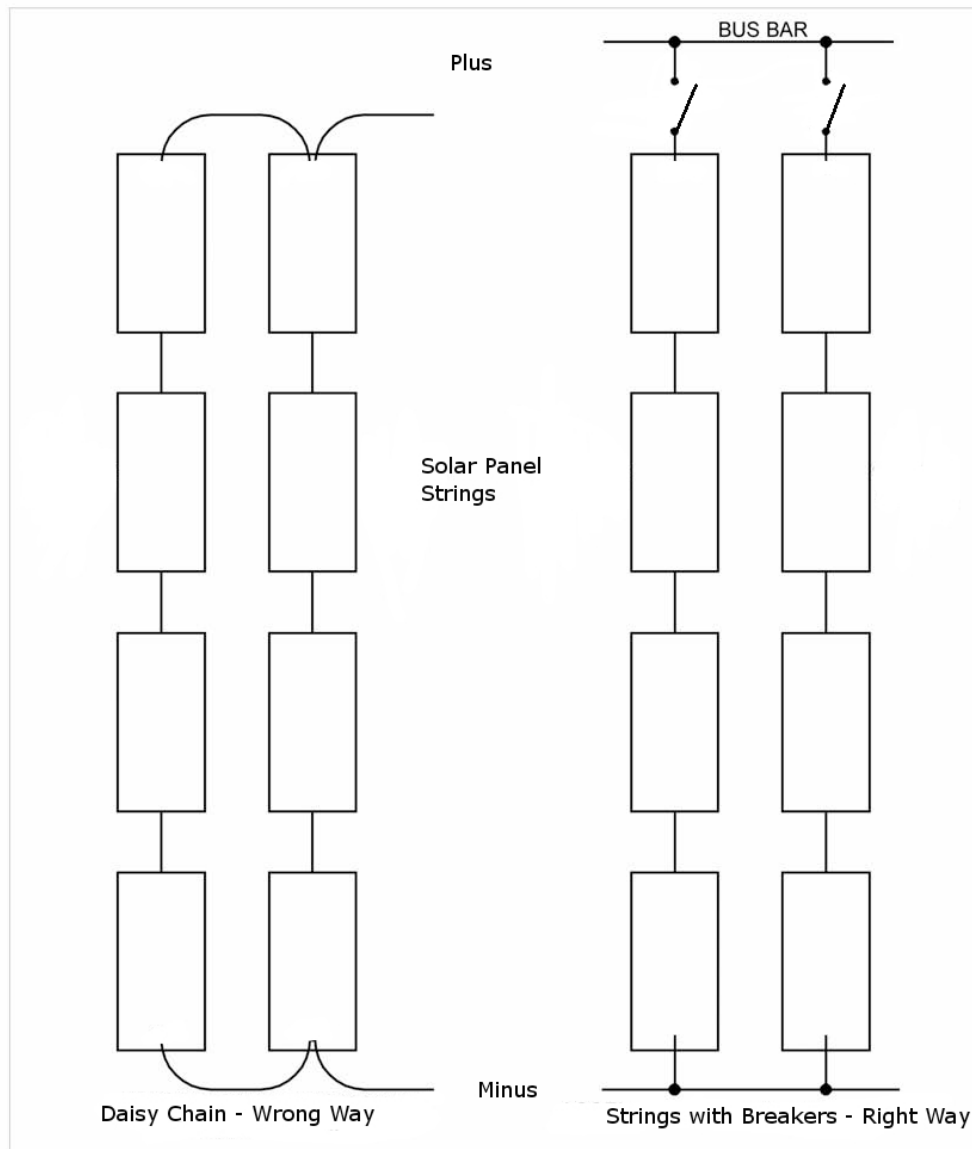 BUS BAR
Plus
Solar Panel
Strings
Minus
Daisy Chain - Wrong Way
Strings with Breakers - Right Way